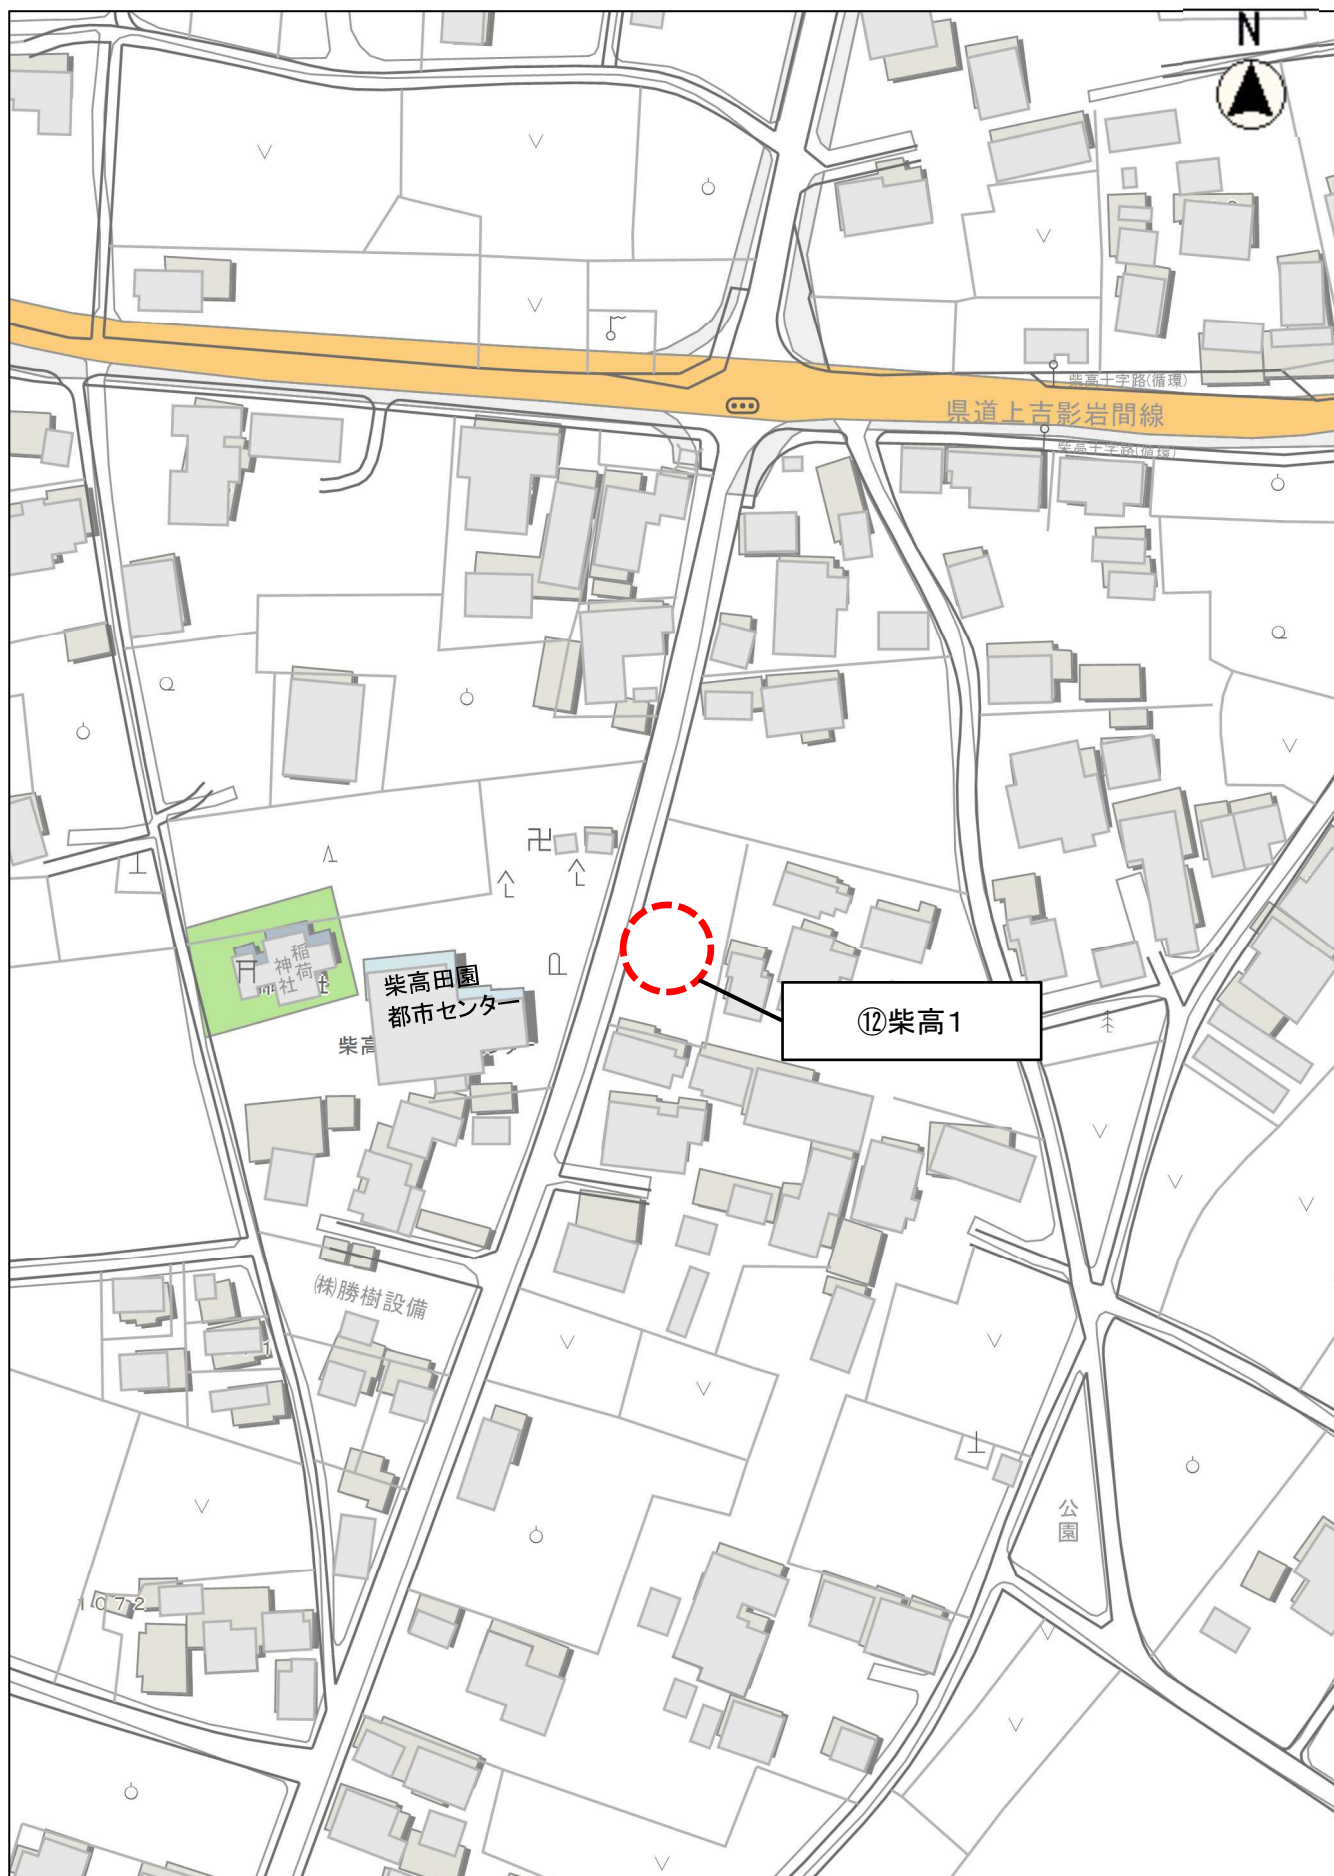 N
柴高十字路(循環)
県道上吉影岩間線
柴高十字路(循環)
卍
稲荷
神社
柴高田園
都市センター
柴高
⑫柴高1
㈱勝樹設備
公園
1072